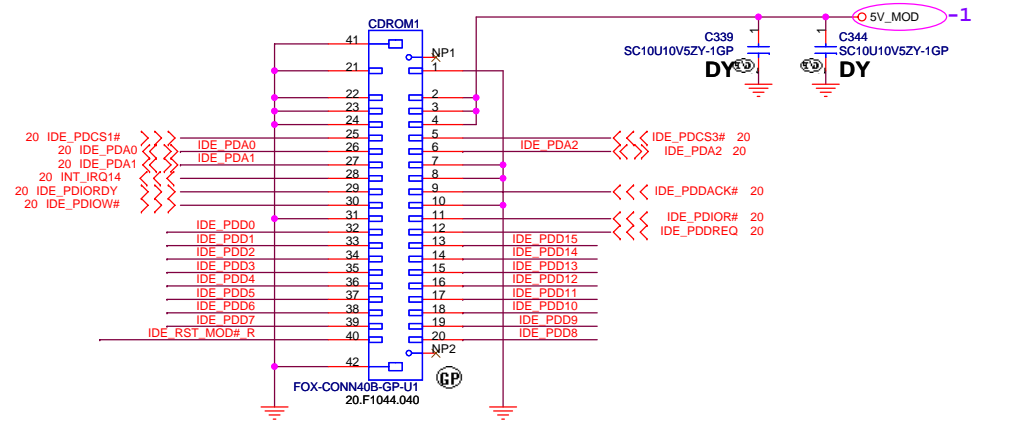 CDROM1
5V_MOD
-1
C339
SC10U10V5ZY-1GP
DY
1
C344
SC10U10V5ZY-1GP
DY
1
41
NP1
21
1
22
2
23
3
24
4
20 IDE_PDCS1#
25
5
IDE_PDCS3# 20
20 IDE_PDA0
IDE_PDA0
26
6
IDE_PDA2
IDE_PDA2 20
20 IDE_PDA1
IDE_PDA1
27
7
20 INT_IRQ14
28
8
20 IDE_PDIORDY
29
9
IDE_PDDACK# 20
20 IDE_PDIOW#
30
10
31
11
IDE_PDIOR# 20
IDE_PDD0
32
12
IDE_PDDREQ 20
IDE_PDD1
33
13
IDE_PDD15
IDE_PDD2
34
14
IDE_PDD14
IDE_PDD3
35
15
IDE_PDD13
IDE_PDD4
36
16
IDE_PDD12
IDE_PDD5
37
17
IDE_PDD11
IDE_PDD6
38
18
IDE_PDD10
IDE_PDD7
39
19
IDE_PDD9
IDE_RST_MOD#_R
40
20
IDE_PDD8
NP2
42
GP
FOX-CONN40B-GP-U1
20.F1044.040